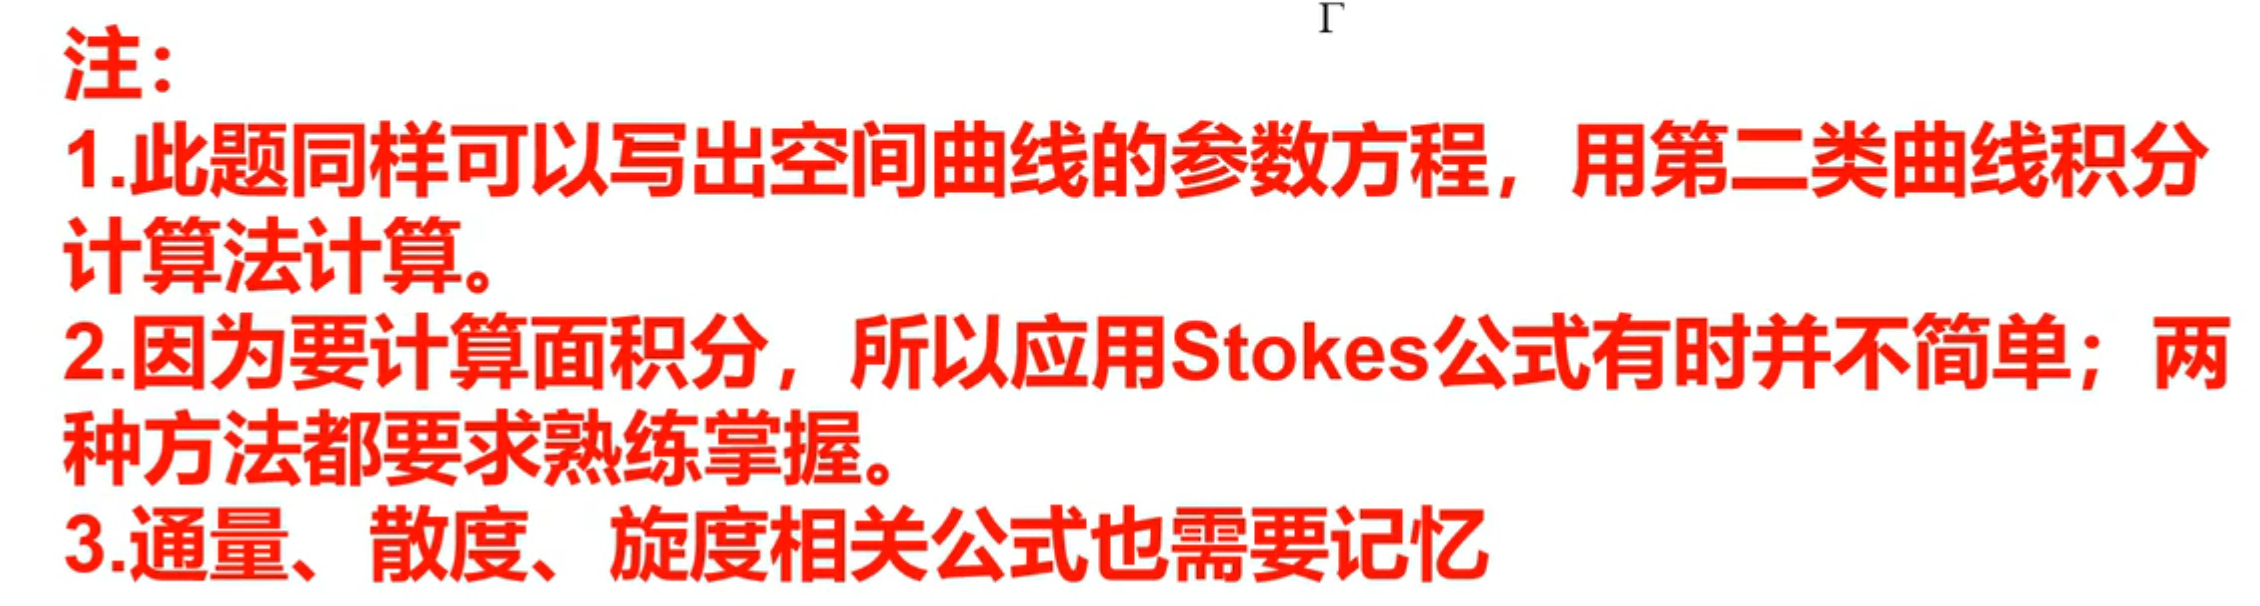 Γ
注：
1.此题同样可以写出空间曲线的参数方程，用第二类曲线积分
计算法计算。
2.因为要计算面积分，所以应用Stokes公式有时并不简单；两
种方法都要求熟练掌握。
3.通量、散度、旋度相关公式也需要记忆